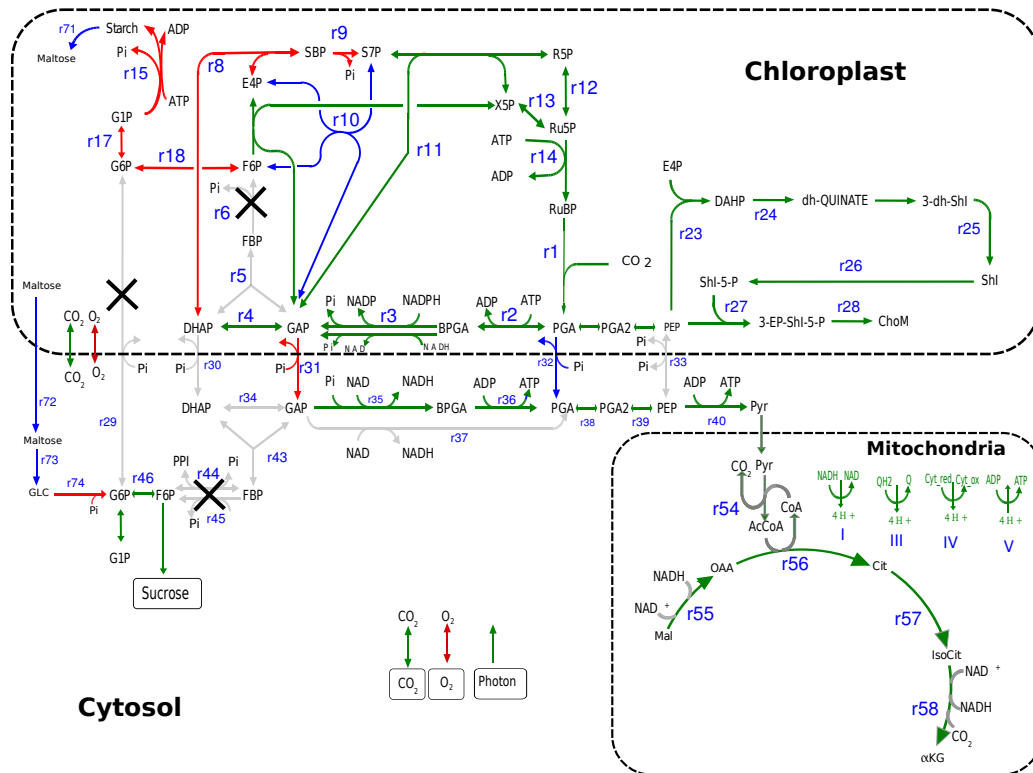 r71
Starch
ADP
Maltose
Pi
r15
ATP
G1P
r17
G6P
r18
F6P
r8
SBP
r9
S7P
Pi
E4P
r10
r11
R5P
X5P
r13
r12
Ru5P
ATP
r14
ADP
RuBP
Chloroplast
Pi
r6
FBP
r5
r1
CO 2
E4P
r23
DAHP
r24
dh-QUINATE
3-dh-ShI
r25
ShI
r26
ShI-5-P
r27
3-EP-ShI-5-P
r28
ChoM
Maltose
CO2
O2
CO2
O2
DHAP
r4
GAP
Pi
NADP
NADPH
r3
BPGA
Pi
NAD
NADH
ADP
ATP
r2
PGA
PGA2
PEP
Pi
Pi
r30
Pi
r31
r32
Pi
Pi
Pi
r33
r72
r29
DHAP
r34
GAP
Pi
NAD
r35
NADH
BPGA
ADP
r36
ATP
PGA
r38
PGA2
r39
PEP
ADP
r40
ATP
Pyr
r37
NAD
NADH
r43
Maltose
r73
GLC
r74
Pi
G6P
r46
F6P
PPI
r44
Pi
FBP
r45
Pi
G1P
Sucrose
Cytosol
CO2
O2
CO2
O2
Photon
Mitochondria
CO2
Pyr
r54
CoA
AcCoA
NADH
NAD
4 H +
I
QH2
Q
4 H +
III
Cyt_red
Cyt_ox
4 H +
IV
ADP
ATP
4 H +
V
OAA
r56
Cit
NADH
NAD +
r55
Mal
r57
IsoCit
NAD +
r58
NADH
CO2
αKG